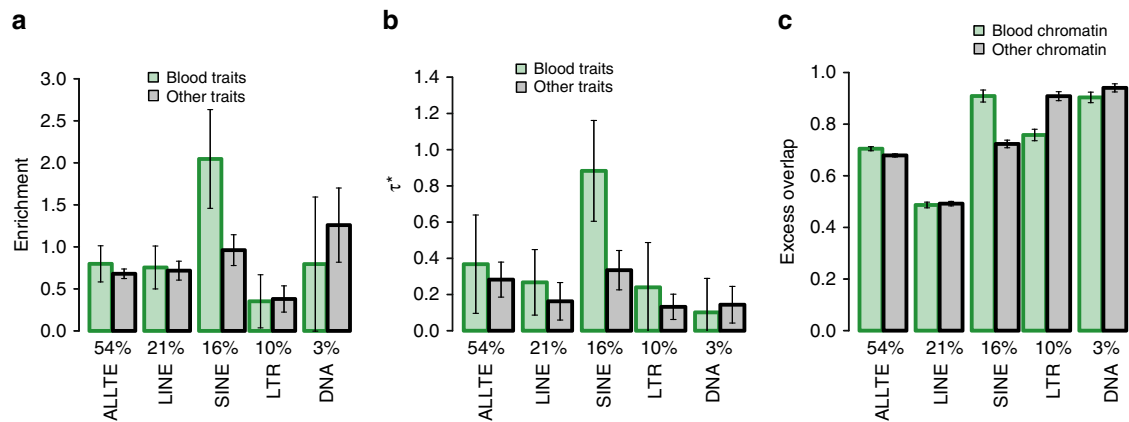 a
Blood traits
Other traits
Enrichment
3.0
2.5
2.0
1.5
1.0
0.5
0.0
54% 21% 16% 10% 3%
ALLTE LINE SINE LTR DNA
b
Blood traits
Other traits
τ*
1.4
1.2
1.0
0.8
0.6
0.4
0.2
0.0
54% 21% 16% 10% 3%
ALLTE LINE SINE LTR DNA
c
Blood chromatin
Other chromatin
Excess overlap
1.0
0.8
0.6
0.4
0.2
0.0
54% 21% 16% 10% 3%
ALLTE LINE SINE LTR DNA